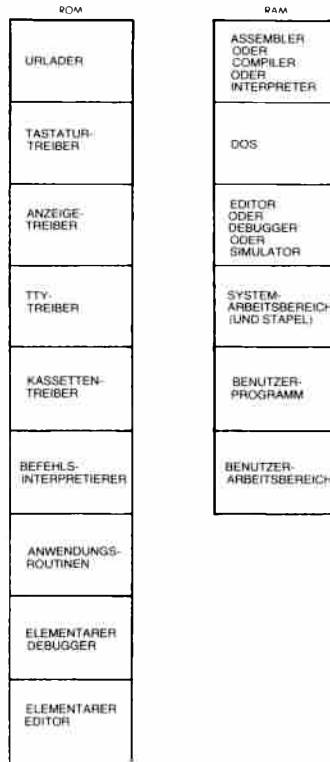 ROM
URLADER
TASTATUR-
TREIBER
ANZEIGE-
TREIBER
TTY-
TREIBER
KASSETTEN-
TREIBER
BEFEHLS-
INTERPRETIERER
ANWENDUNGS-
ROUTINEN
ELEMENTARER
DEBUGGER
ELEMENTARER
EDITOR
RAM
ASSEMBLER
ODER
COMPILER
ODER
INTERPRETER
DOS
EDITOR
ODER
DEBUGGER
ODER
SIMULATOR
SYSTEM-
ARBEITSBEREICH
(UND STAPEL)
BENUTZER-
PROGRAMM
BENUTZER-
ARBEITSBEREICH